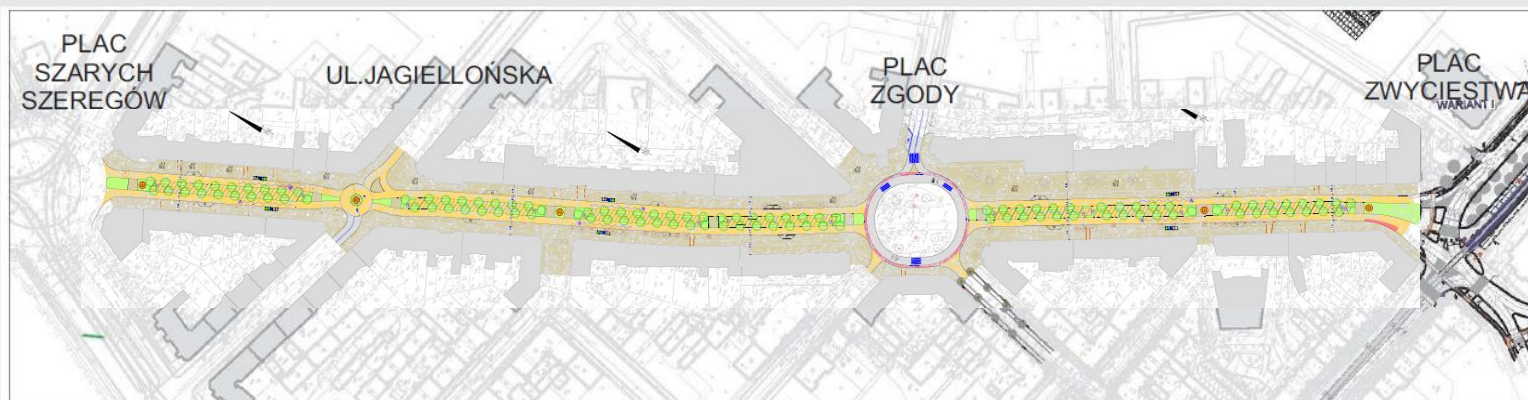 PLAC
SZARYCH
SZEREGÓW
UL.JAGIELLOŃSKA
PLAC
ZGODY
PLAC
ZWYCIĘSTWA
WARIANT I